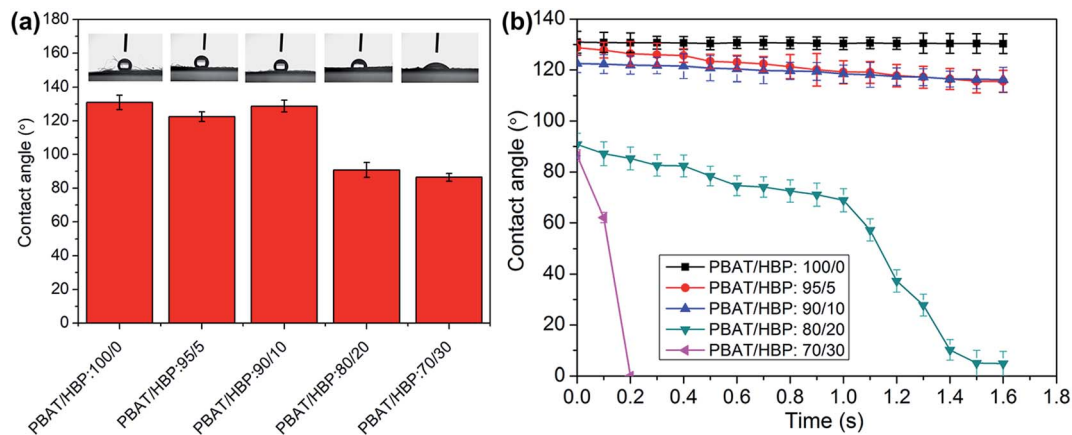 (a)
180
160
140
120
100
80
60
40
20
0
Contact angle (°)
PBAT/HBP:100/0
PBAT/HBP:95/5
PBAT/HBP:90/10
PBAT/HBP:80/20
PBAT/HBP:70/30
(b)
140
120
100
80
60
40
20
0
Contact angle (°)
PBAT/HBP: 100/0
PBAT/HBP: 95/5
PBAT/HBP: 90/10
PBAT/HBP: 80/20
PBAT/HBP: 70/30
0.0 0.2 0.4 0.6 0.8 1.0 1.2 1.4 1.6 1.8
Time (s)